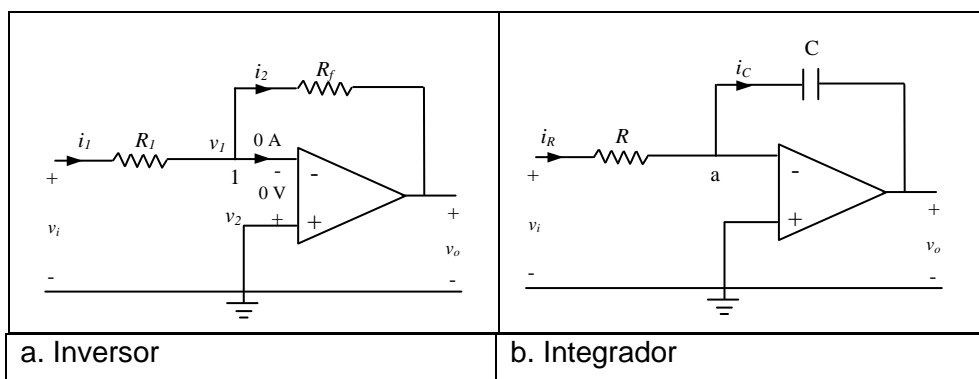 i2
Rf
i1
R1
v1
0 A
+
-
-
1
0 V
v2
+
+
+
vi
vo
-
-
C
iC
iR
R
+
a
-
+
+
vi
vo
-
-
a. Inversor
b. Integrador